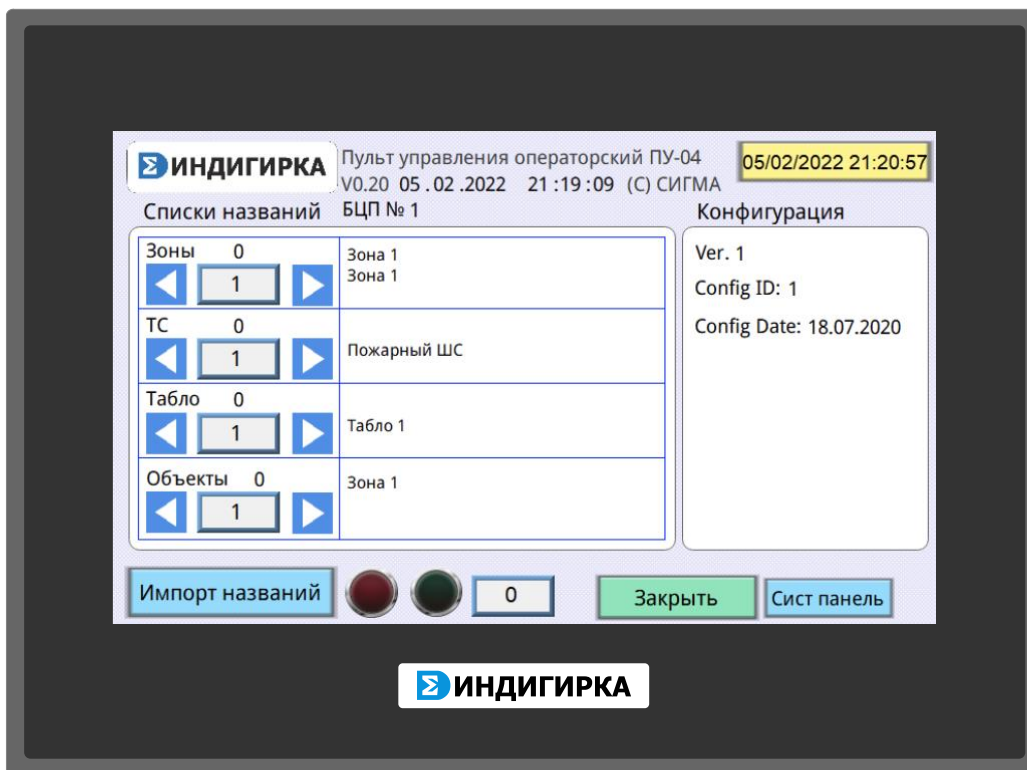 ИНДИГИРКА
Пульт управления операторский ПУ-04
V0.20 05.02.2022 21:19:09 (C) СИГМА
05/02/2022 21:20:57
Списки названий
БЦП № 1
Конфигурация
Зоны 0
1
Зона 1
Зона 1
ТС 0
1
Пожарный ШС
Табло 0
1
Табло 1
Объекты 0
1
Зона 1
Ver. 1
Config ID: 1
Config Date: 18.07.2020
Импорт названий
0
Закрыть
Сист панель
ИНДИГИРКА